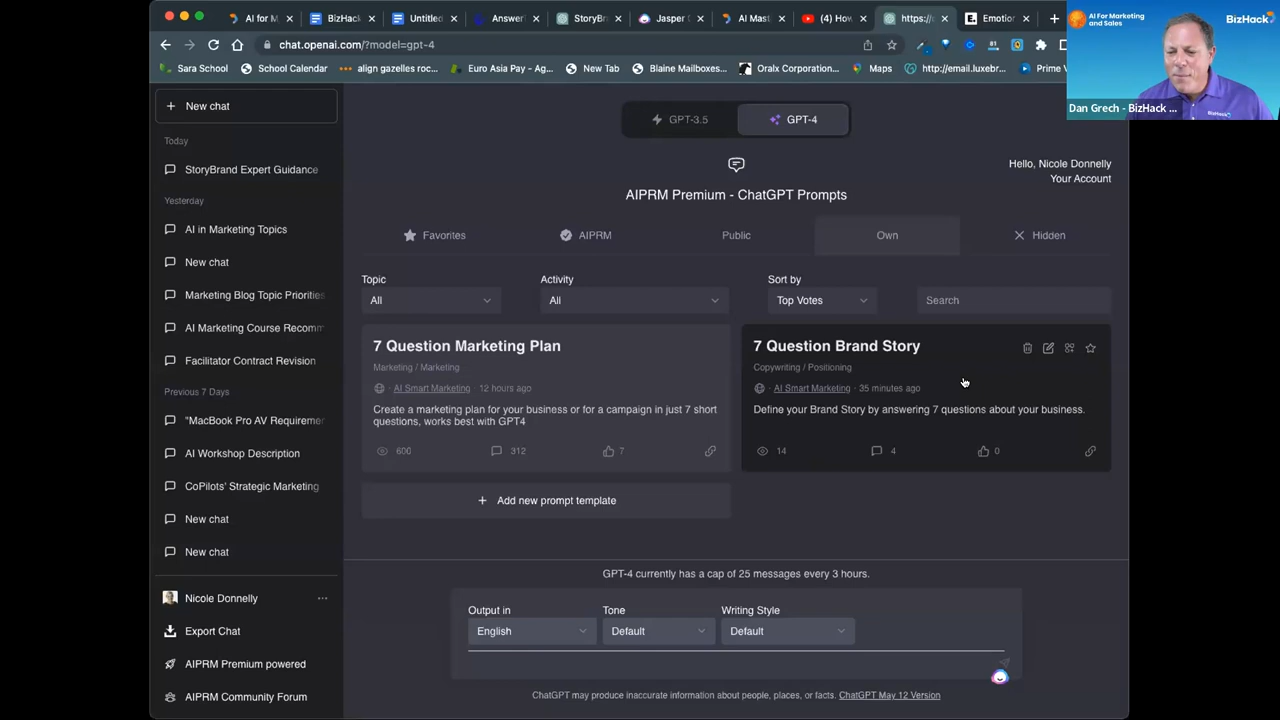 AI for M
BizHack
Untitled
Answer
StoryBr
Jasper
AI Mast
(4) How
https://
Emotion
AI For Marketing
and Sales
BizHack
chat.openai.com/?model=gpt-4
Sara School
School Calendar
align gazelles roc...
Euro Asia Pay - Ag...
New Tab
Blaine Mailboxes...
Oralx Corporation...
Maps
http://email.luxebr...
Prime V
Dan Grech - BizHack ...
New chat
GPT-3.5
GPT-4
Today
StoryBrand Expert Guidance
Hello, Nicole Donnelly
Your Account
AIPRM Premium - ChatGPT Prompts
Yesterday
AI in Marketing Topics
New chat
Marketing Blog Topic Priorities
AI Marketing Course Recomm
Facilitator Contract Revision
Favorites
AIPRM
Public
Own
Hidden
Topic
Activity
Sort by
All
All
Top Votes
Search
7 Question Marketing Plan
Marketing / Marketing
AI Smart Marketing · 12 hours ago
Create a marketing plan for your business or for a campaign in just 7 short
questions, works best with GPT4
600
312
7
7 Question Brand Story
Copywriting / Positioning
AI Smart Marketing · 35 minutes ago
Define your Brand Story by answering 7 questions about your business.
14
4
0
Previous 7 Days
"MacBook Pro AV Requiremer
AI Workshop Description
CoPilots' Strategic Marketing
New chat
New chat
+ Add new prompt template
GPT-4 currently has a cap of 25 messages every 3 hours.
Nicole Donnelly
...
Export Chat
AIPRM Premium powered
AIPRM Community Forum
Output in
Tone
Writing Style
English
Default
Default
ChatGPT may produce inaccurate information about people, places, or facts. ChatGPT May 12 Version